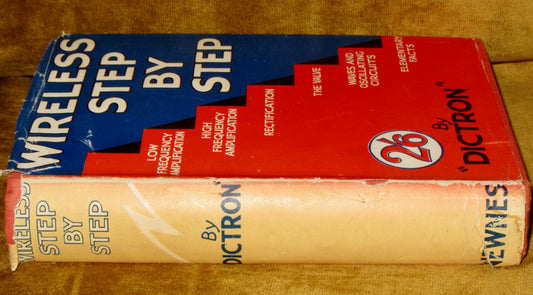 WIRELESS
STEP
BY
STEP
LOW
FREQUENCY
AMPLIFICATION
HIGH
FREQUENCY
AMPLIFICATION
RECTIFICATION
THE VALVE
WAVES AND
OSCILLATING
CIRCUITS
ELEMENTARY
FACTS
2/6
By
"DICTRON"
WIRELESS
STEP
BY
STEP
By
"DICTRON"
NEWNES